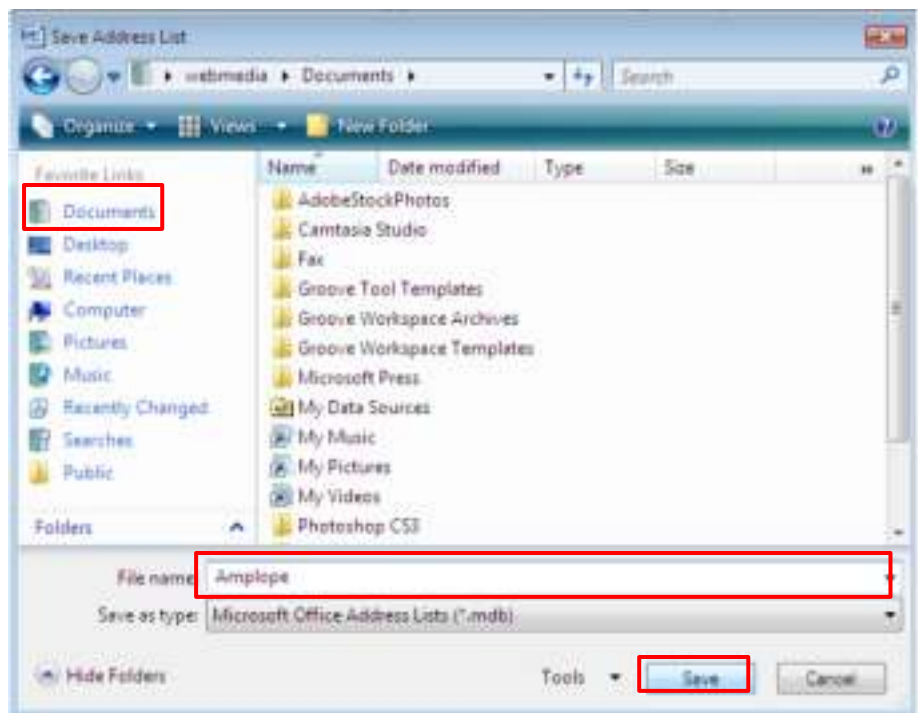 Save Address List
webmedia Documents Search
Organize Views New Folder
Favorite Links
Name Date modified Type Size
Documents
Desktop
Recent Places
Computer
Pictures
Music
Recently Changed
Searches
Public
Folders
AdobeStockPhotos
Camtasia Studio
Fax
Groove Tool Templates
Groove Workspace Archives
Groove Workspace Templates
Microsoft Press
My Data Sources
My Music
My Pictures
My Videos
Photoshop CS3
File name: Amplope
Save as type: Microsoft Office Address Lists (*.mdb)
Hide Folders Tools Save Cancel